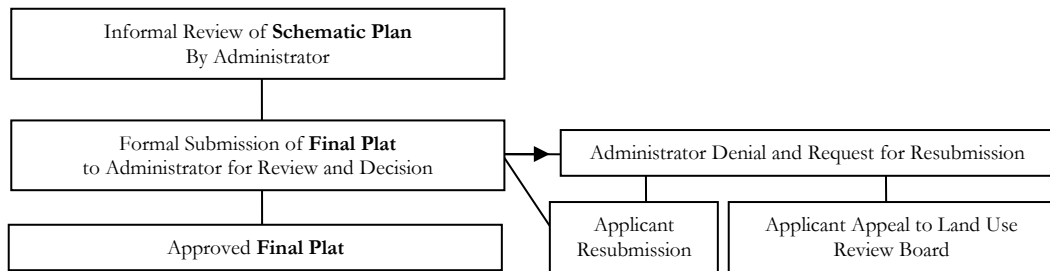 Informal Review of Schematic Plan
By Administrator
Formal Submission of Final Plat
to Administrator for Review and Decision
Administrator Denial and Request for Resubmission
Applicant
Resubmission
Applicant Appeal to Land Use
Review Board
Approved Final Plat